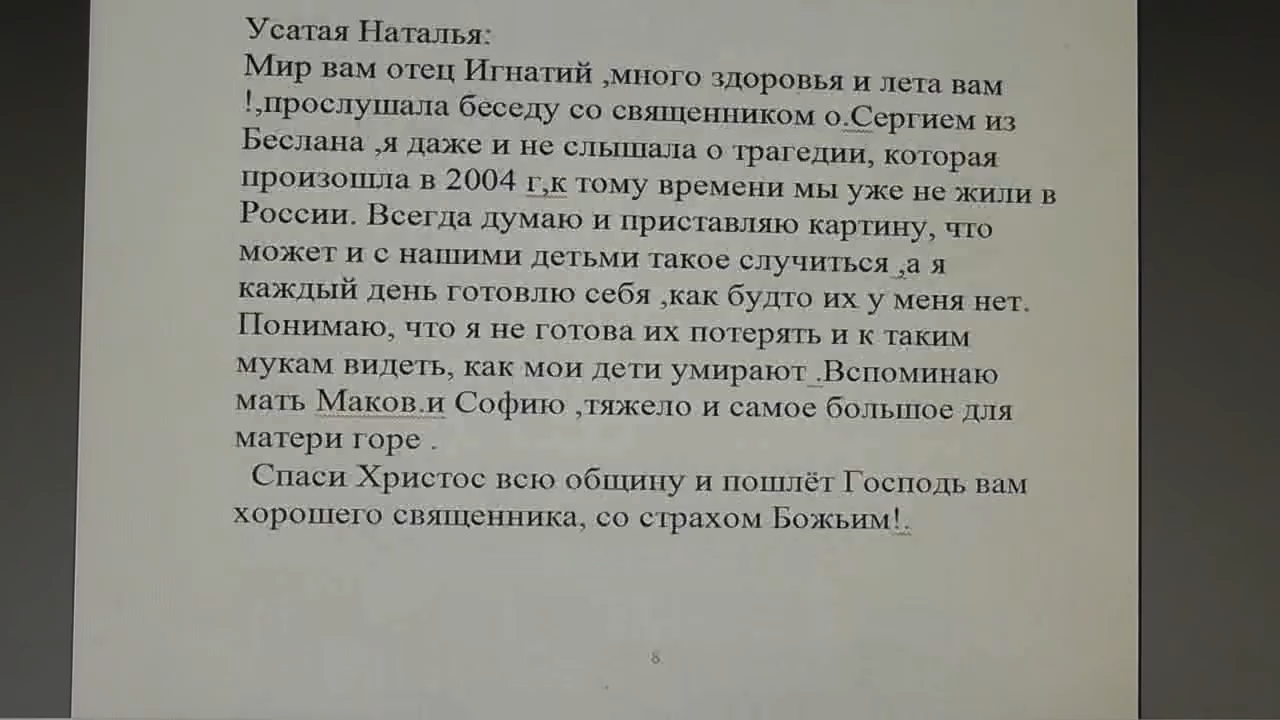 Усатая Наталья:
Мир вам отец Игнатий ,много здоровья и лета вам
!,прослушала беседу со священником о.Сергием из
Беслана ,я даже и не слышала о трагедии, которая
произошла в 2004 г,к тому времени мы уже не жили в
России. Всегда думаю и приставляю картину, что
может и с нашими детьми такое случиться ,а я
каждый день готовлю себя ,как будто их у меня нет.
Понимаю, что я не готова их потерять и к таким
мукам видеть, как мои дети умирают .Вспоминаю
мать Маков.и Софию ,тяжело и самое большое для
матери горе .
Спаси Христос всю общину и пошлёт Господь вам
хорошего священника, со страхом Божьим!.
8